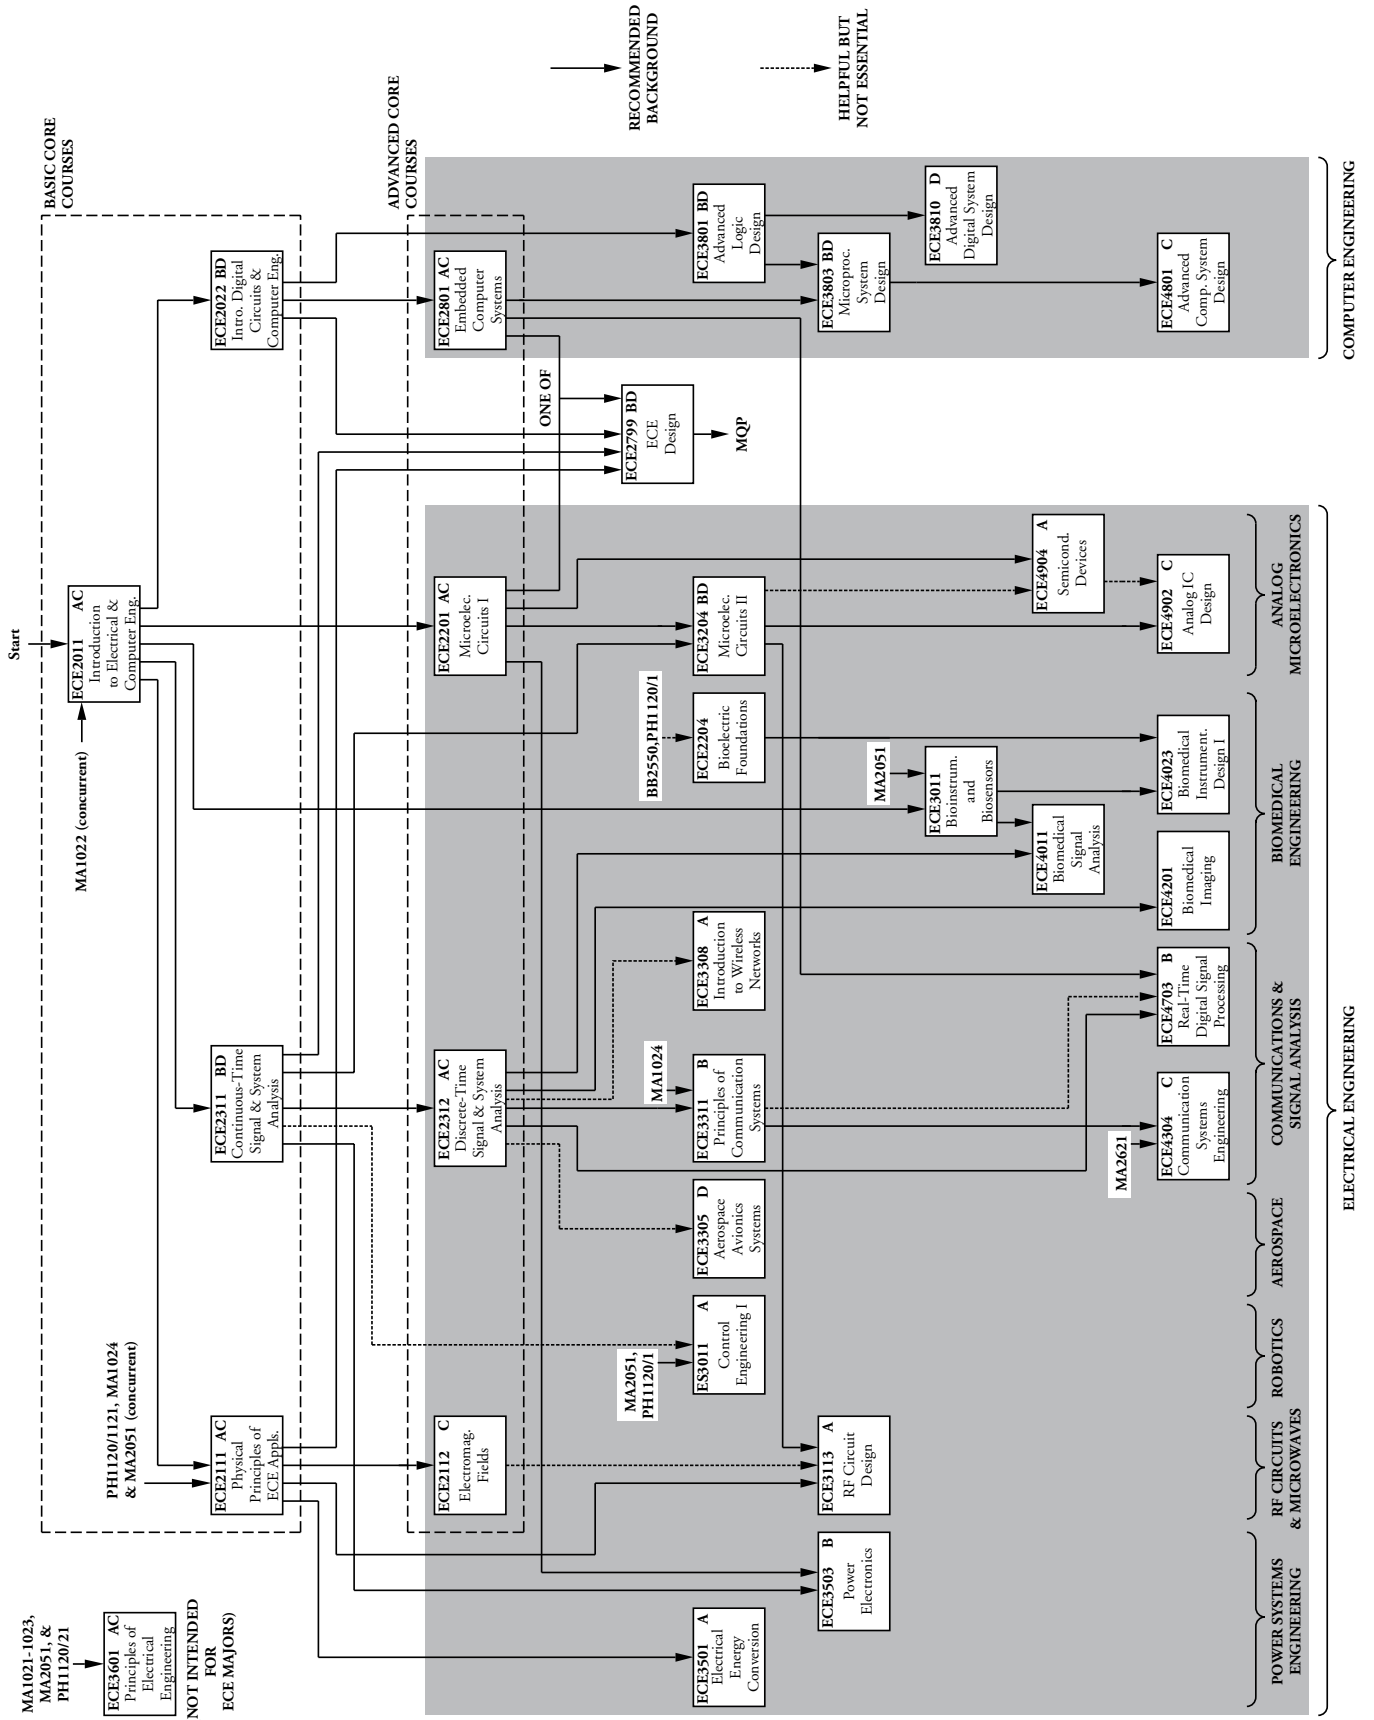 Start
BASIC CORE
COURSES
MA1022 (concurrent)
ECE2011 AC
Introduction
to Electrical &
Computer Eng.
PH1120/1121, MA1024
& MA2051 (concurrent)
MA1021-1023,
MA2051, &
PH1120/21
ECE3601 AC
Principles of
Electrical
Engineering
NOT INTENDED
FOR
ECE MAJORS)
ECE2111 AC
Physical
Principles of
ECE Appls.
ECE2311 BD
Continuous-Time
Signal & System
Analysis
ECE2022 BD
Intro. Digital
Circuits &
Computer Eng.
ADVANCED CORE
COURSES
ECE2112 C
Electromag.
Fields
ECE2312 AC
Discrete-Time
Signal & System
Analysis
ECE2201 AC
Microelec.
Circuits I
ECE2801 AC
Embedded
Computer
Systems
ONE OF
ECE2799 BD
ECE
Design
MQP
RECOMMENDED
BACKGROUND
HELPFUL BUT
NOT ESSENTIAL
ECE3501 A
Electrical
Energy
Conversion
MA2051,
PH1120/1
ES3011 A
Control
Engineering I
ECE3305 D
Aerospace
Avionics
Systems
MA1024
ECE3311 B
Principles of
Communication
Systems
ECE3308 A
Introduction
to Wireless
Networks
BB2550,PH1120/1
ECE2204
Bioelectric
Foundations
ECE3204 BD
Microelec.
Circuits II
ECE3801 BD
Advanced
Logic
Design
ECE3503 B
Power
Electronics
ECE3113 A
RF Circuit
Design
ECE3803 BD
Microproc.
System
Design
MA2051
ECE3011
Bioinstrum.
and
Biosensors
ECE3810 D
Advanced
Digital System
Design
ECE4011
Biomedical
Signal
Analysis
ECE4904 A
Semicond.
Devices
MA2621
ECE4304 C
Communication
Systems
Engineering
ECE4703 B
Real-Time
Digital Signal
Processing
ECE4201
Biomedical
Imaging
ECE4023
Biomedical
Instrument.
Design I
ECE4902 C
Analog IC
Design
ECE4801 C
Advanced
Comp. System
Design
POWER SYSTEMS
ENGINEERING
RF CIRCUITS
& MICROWAVES
ROBOTICS
AEROSPACE
COMMUNICATIONS &
SIGNAL ANALYSIS
BIOMEDICAL
ENGINEERING
ANALOG
MICROELECTRONICS
ELECTRICAL ENGINEERING
COMPUTER ENGINEERING